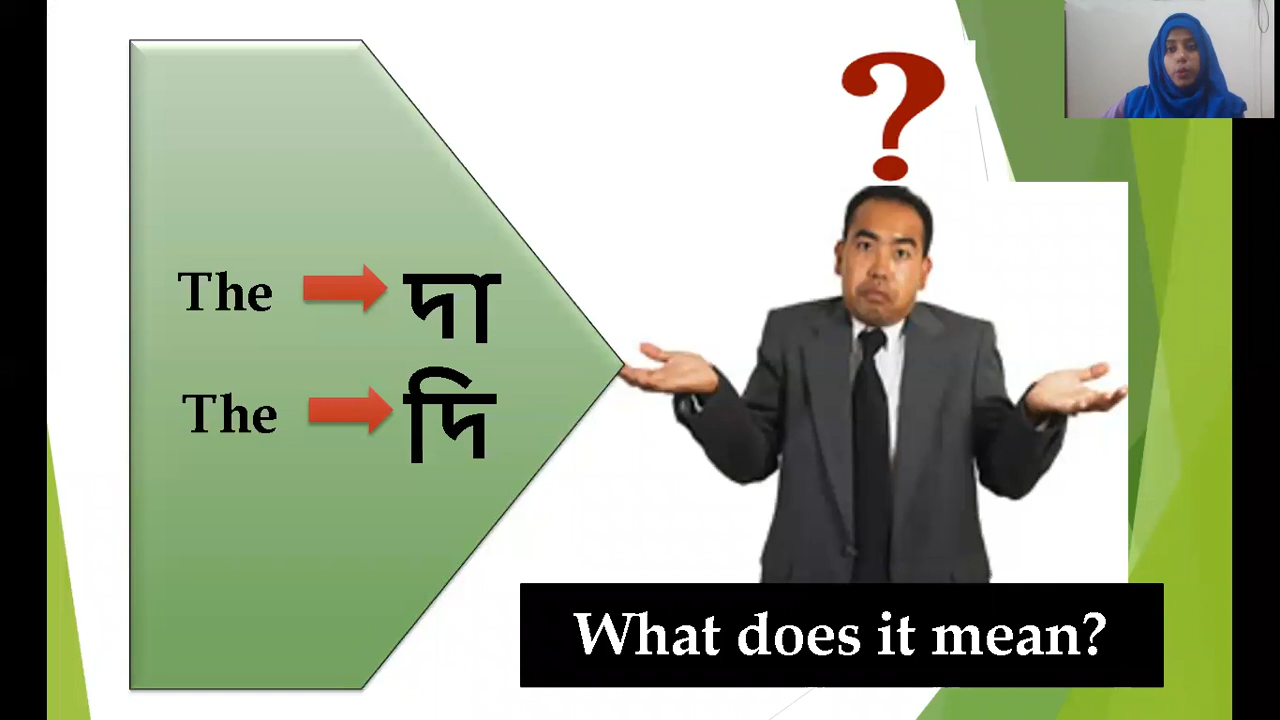 The দা
The দি
?
What does it mean?